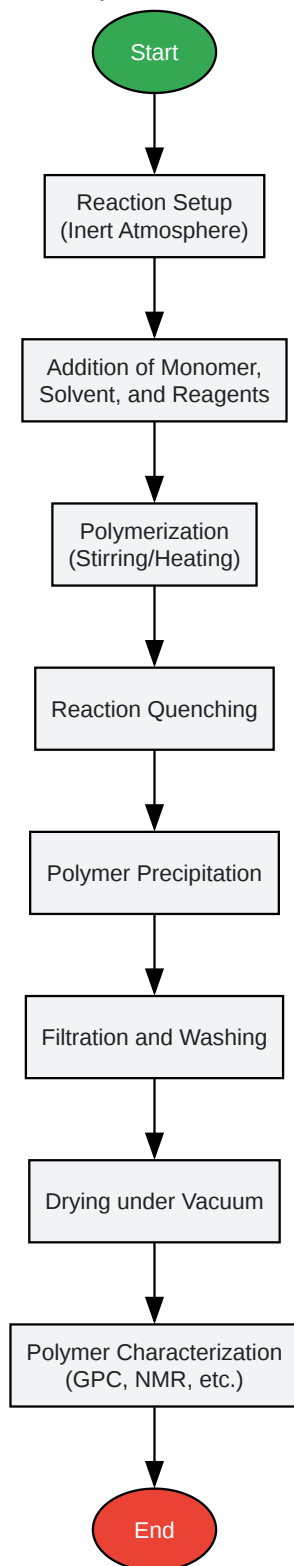 Start
Reaction Setup
(Inert Atmosphere)
Addition of Monomer,
Solvent, and Reagents
Polymerization
(Stirring/Heating)
Reaction Quenching
Polymer Precipitation
Filtration and Washing
Drying under Vacuum
Polymer Characterization
(GPC, NMR, etc.)
End